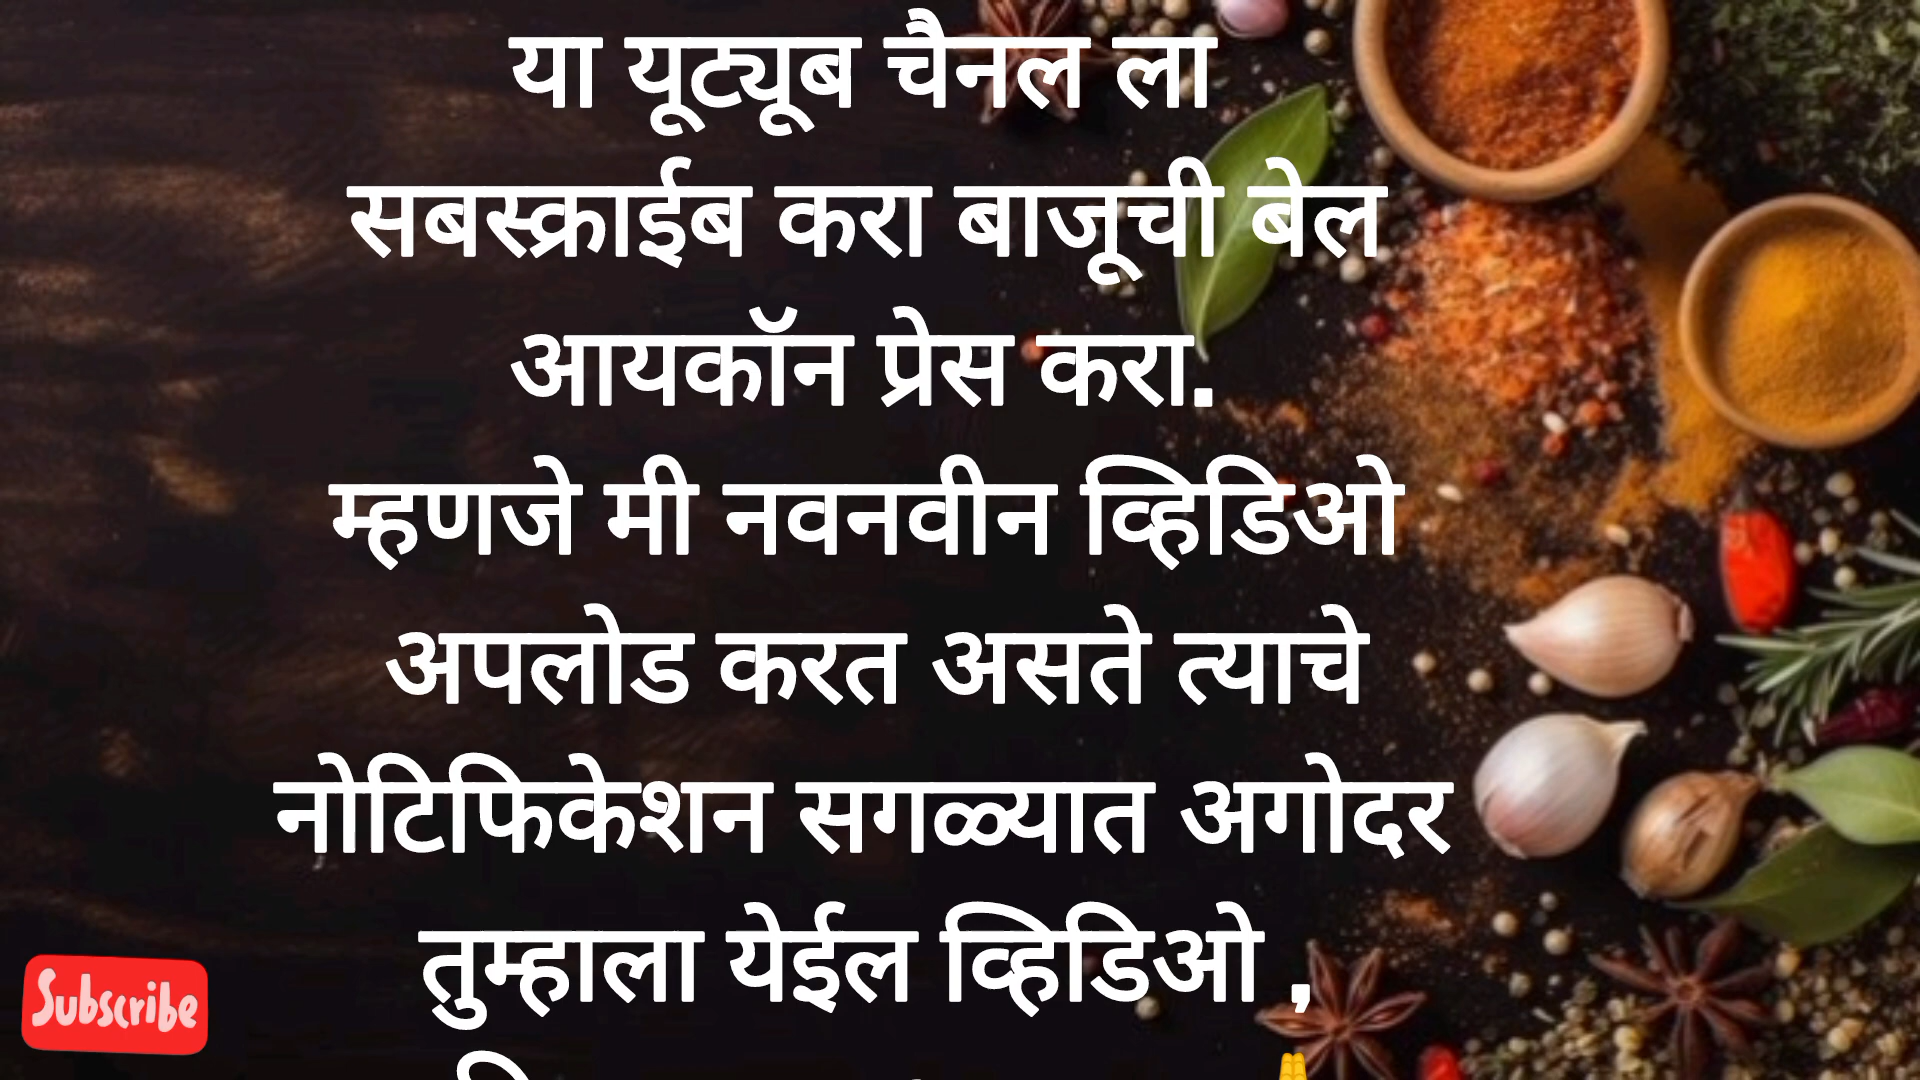 या यूट्यूब चैनल ला
सबस्क्राईब करा बाजूची बेल
आयकॉन प्रेस करा.
म्हणजे मी नवनवीन व्हिडिओ
अपलोड करत असते त्याचे
नोटिफिकेशन सगळ्यात अगोदर
तुम्हाला येईल व्हिडिओ ,
Subscribe